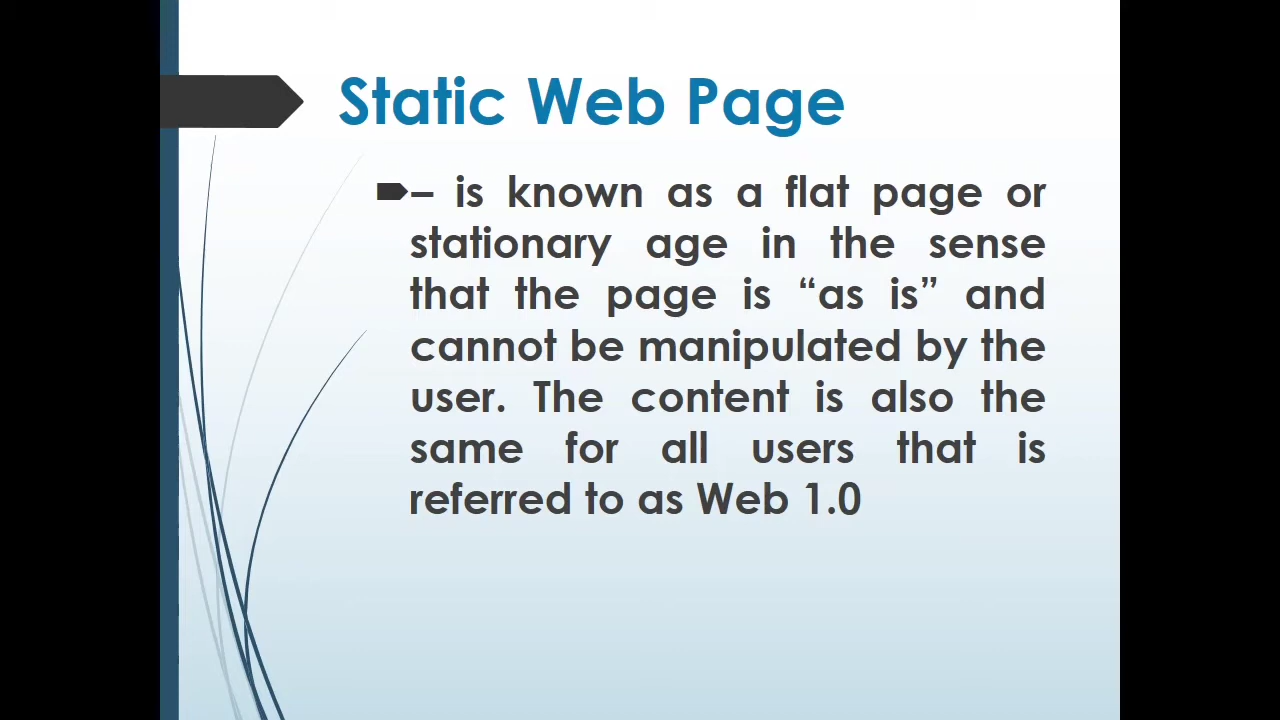 Static Web Page
– is known as a flat page or
stationary age in the sense
that the page is “as is” and
cannot be manipulated by the
user. The content is also the
same for all users that is
referred to as Web 1.0